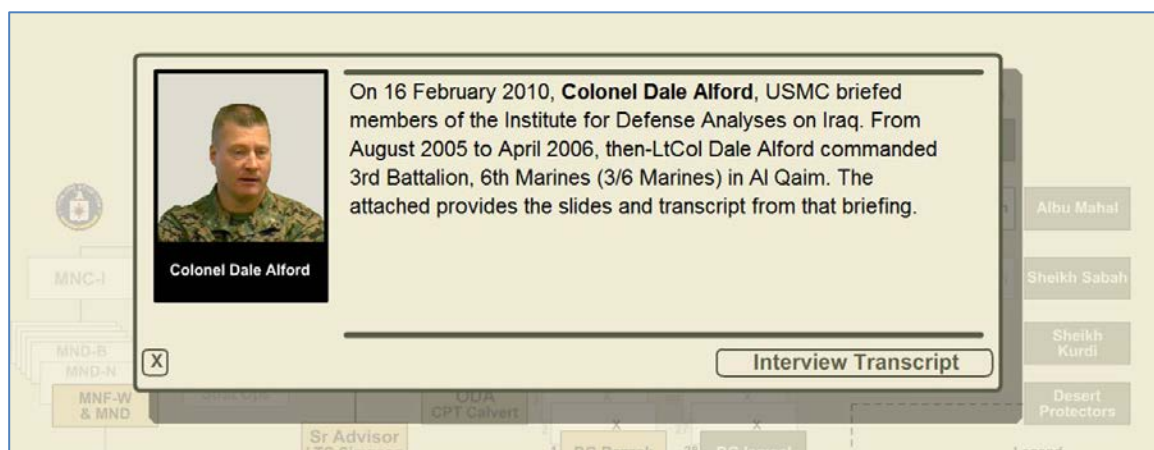 On 16 February 2010, Colonel Dale Alford, USMC briefed
members of the Institute for Defense Analyses on Iraq. From
August 2005 to April 2006, then-LtCol Dale Alford commanded
3rd Battalion, 6th Marines (3/6 Marines) in Al Qaim. The
attached provides the slides and transcript from that briefing.
Colonel Dale Alford
X
Interview Transcript
Albu Mahal
MNC-I
Sheikh Sabah
MND-B
MND-N
Sheikh
Kurdi
MNF-W
& MND
ODA
CPT Calvert
Desert
Protectors
Sr Advisor
X
X